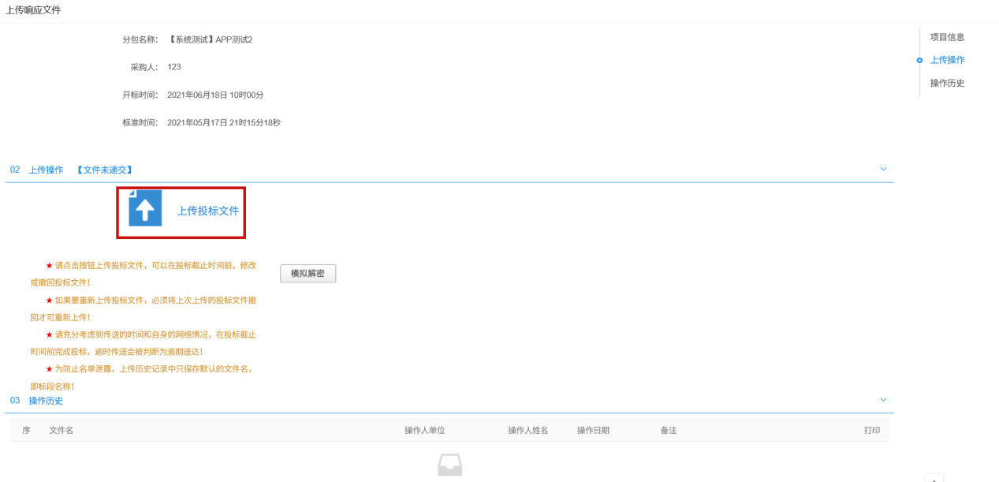 上传响应文件
分包名称： 【系统测试】APP测试2
项目信息
采购人： 123
上传操作
操作历史
开标时间： 2021年06月18日 10时00分
标准时间： 2021年05月17日 21时15分18秒
02 上传操作 【文件未递交】
上传投标文件
★ 请点击按钮上传投标文件，可以在投标截止时间前，修改
或撤回投标文件！
模拟解密
★ 如果要重新上传投标文件，必须将上次上传的投标文件撤
回才可重新上传！
★ 请充分考虑到传送的时间和自身的网络情况，在投标截止
时间前完成投标，逾时传送会被判断为逾期送达！
★ 为防止名单泄露，上传历史记录中只保存默认的文件名，
即标段名称！
03 操作历史
序 文件名 操作人单位 操作人姓名 操作日期 备注 打印